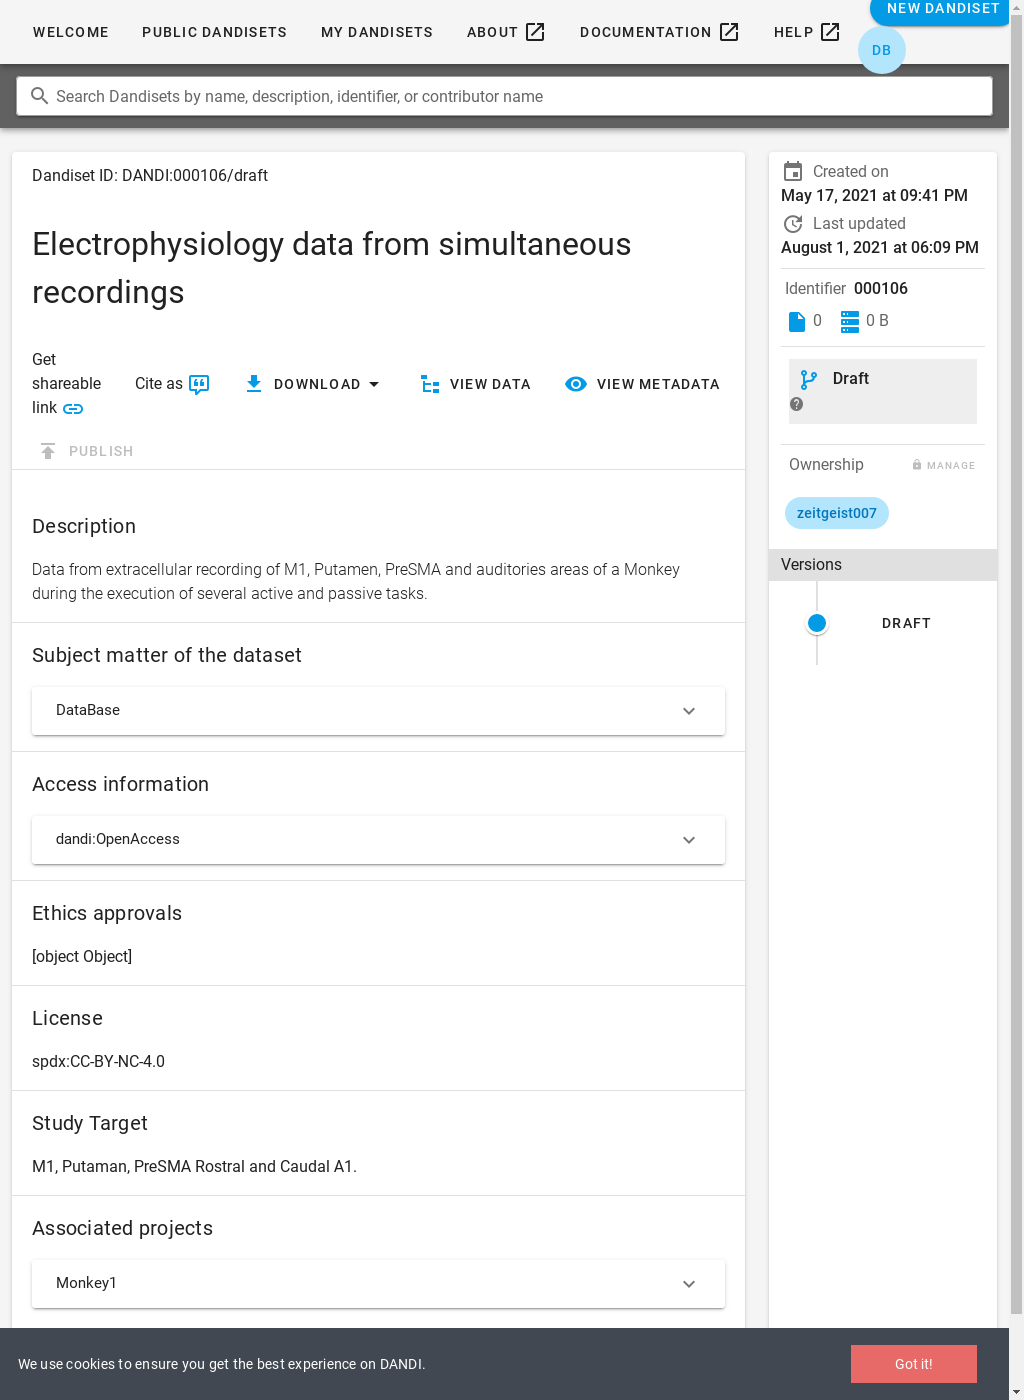 WELCOME PUBLIC DANDISETS MY DANDISETS ABOUT DOCUMENTATION HELP NEW DANDISET
DB
Search Dandisets by name, description, identifier, or contributor name
Dandiset ID: DANDI:000106/draft
Electrophysiology data from simultaneous
recordings
Get
shareable
link
Cite as
DOWNLOAD
VIEW DATA
VIEW METADATA
PUBLISH
Description
Data from extracellular recording of M1, Putamen, PreSMA and auditories areas of a Monkey
during the execution of several active and passive tasks.
Subject matter of the dataset
DataBase
Access information
dandi:OpenAccess
Ethics approvals
[object Object]
License
spdx:CC-BY-NC-4.0
Study Target
M1, Putaman, PreSMA Rostral and Caudal A1.
Associated projects
Monkey1
Created on
May 17, 2021 at 09:41 PM
Last updated
August 1, 2021 at 06:09 PM
Identifier 000106
0 0 B
Draft
Ownership MANAGE
zeitgeist007
Versions
DRAFT
We use cookies to ensure you get the best experience on DANDI.
Got it!